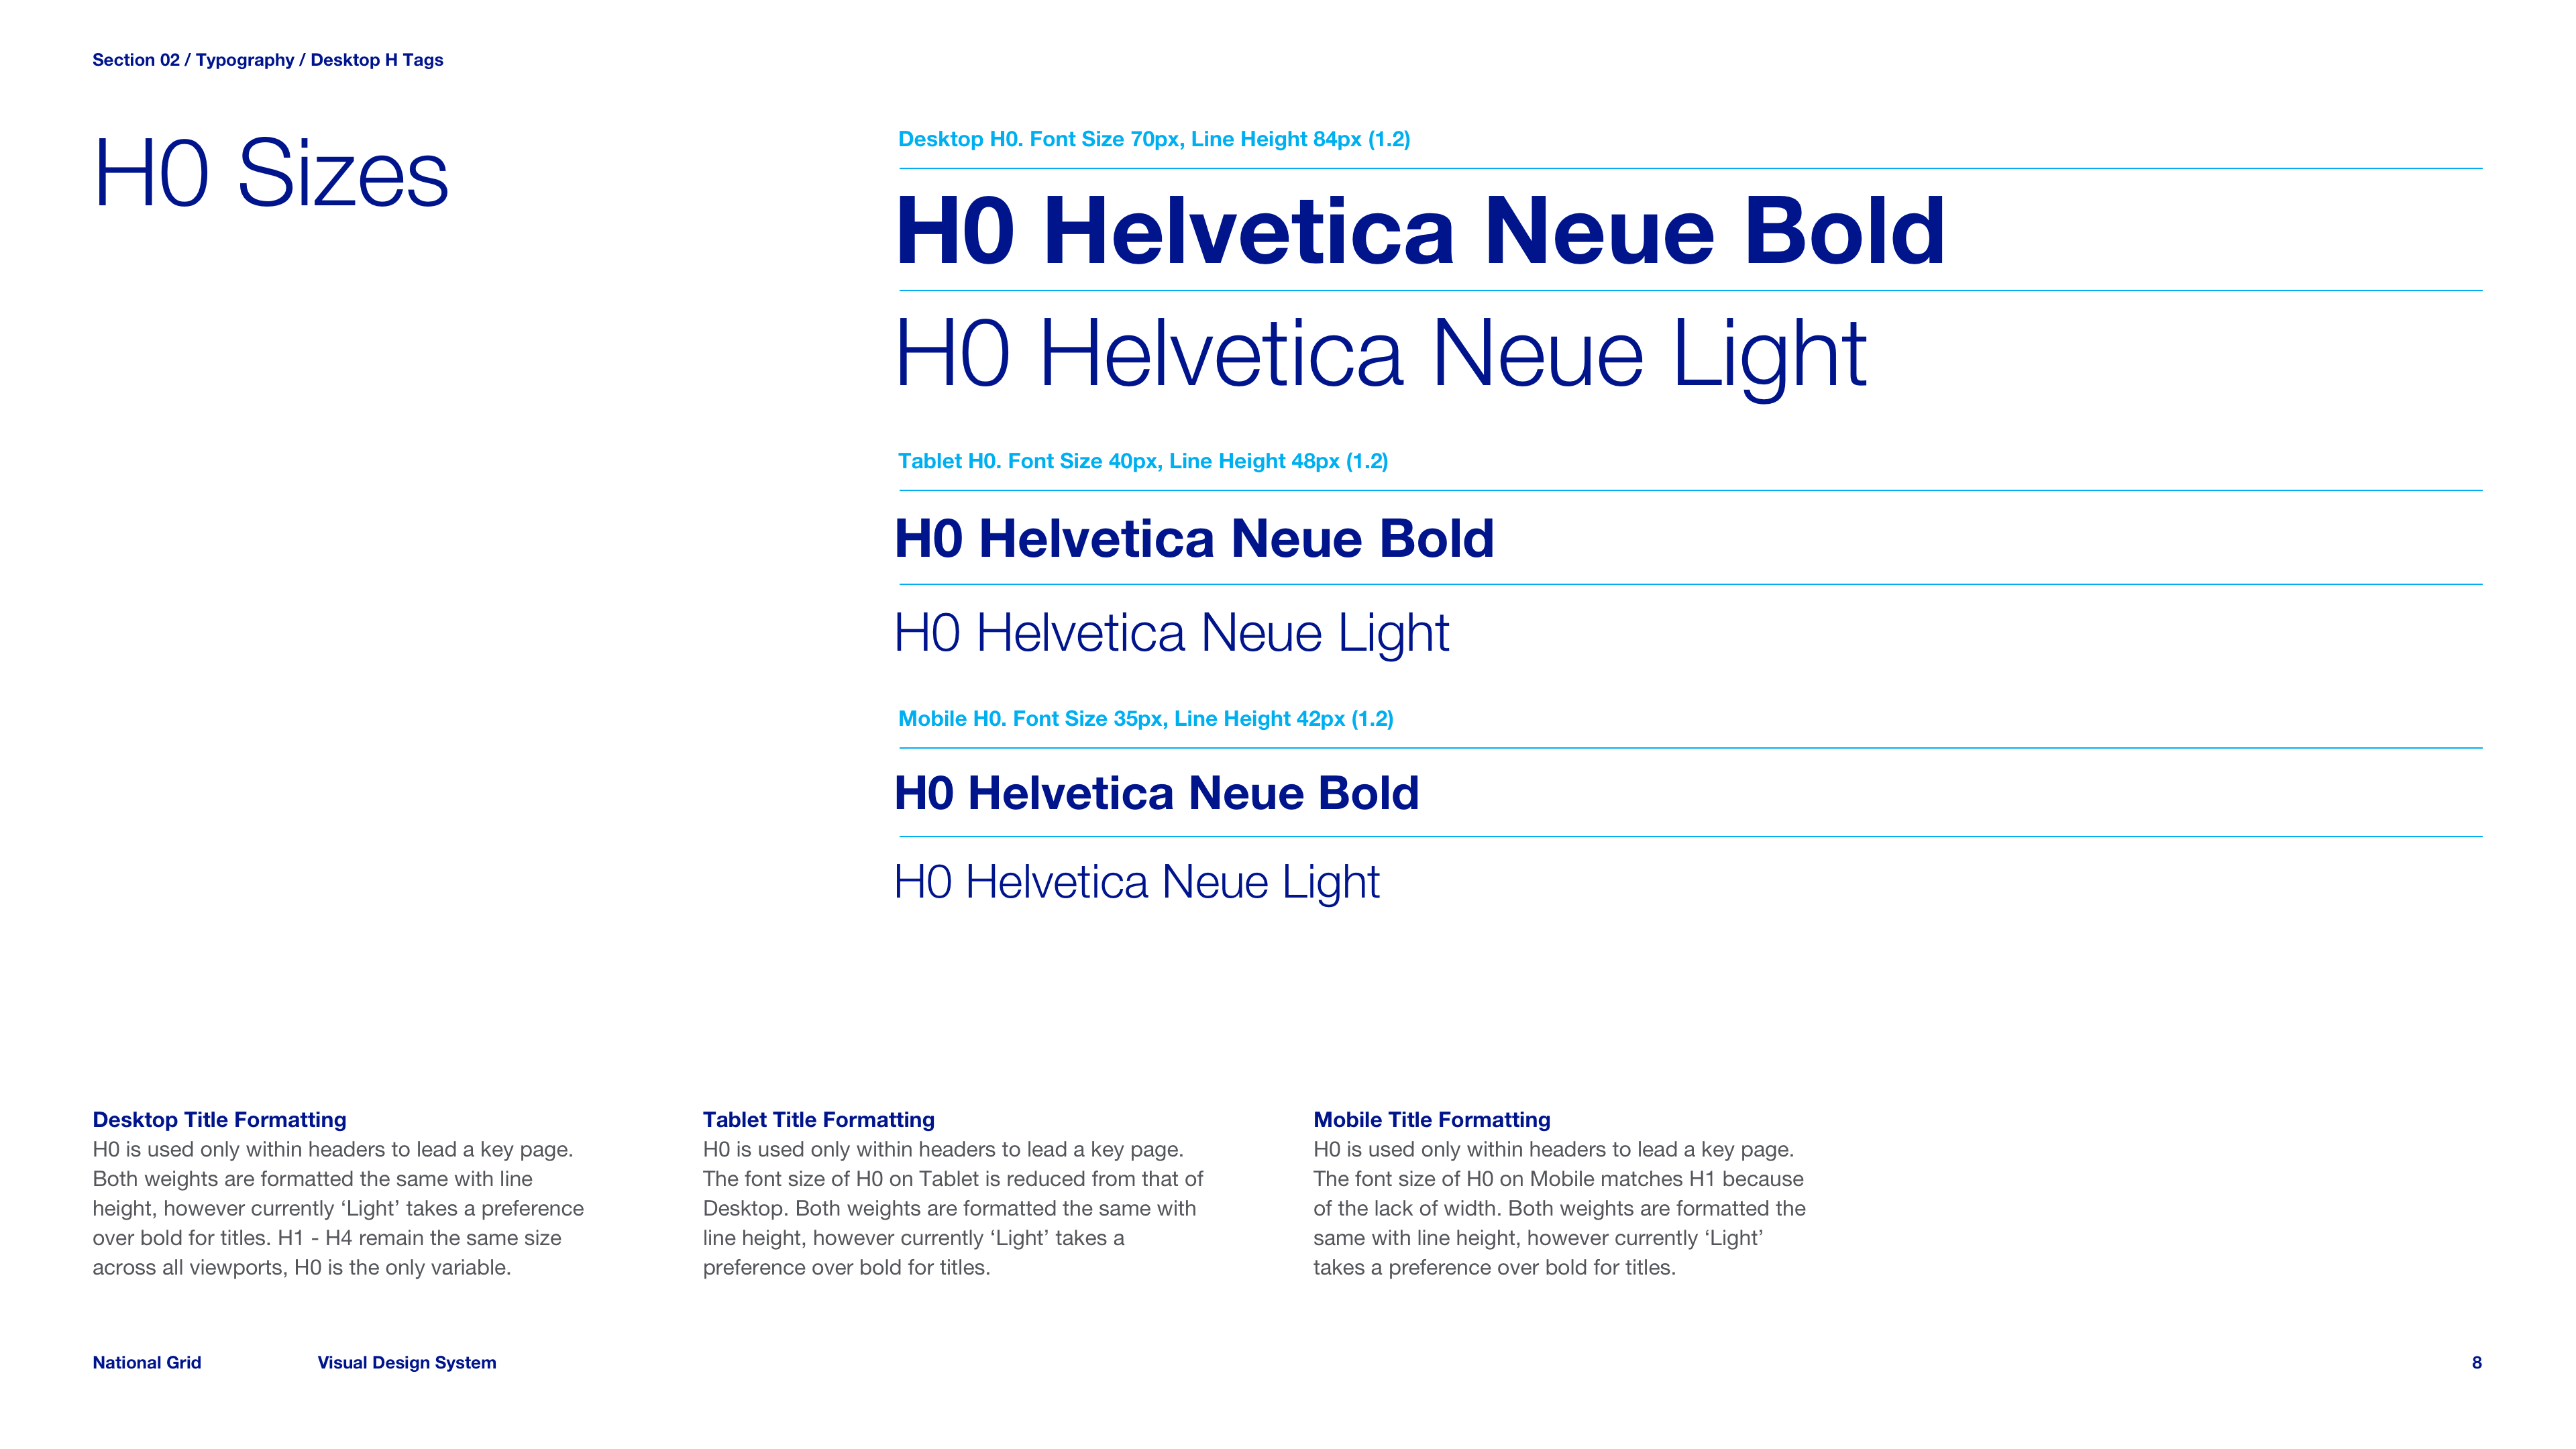 Section 02 / Typography / Desktop H Tags
H0 Sizes
Desktop H0. Font Size 70px, Line Height 84px (1.2)
H0 Helvetica Neue Bold
H0 Helvetica Neue Light
Tablet H0. Font Size 40px, Line Height 48px (1.2)
H0 Helvetica Neue Bold
H0 Helvetica Neue Light
Mobile H0. Font Size 35px, Line Height 42px (1.2)
H0 Helvetica Neue Bold
H0 Helvetica Neue Light
Desktop Title Formatting
H0 is used only within headers to lead a key page.
Both weights are formatted the same with line
height, however currently ‘Light’ takes a preference
over bold for titles. H1 - H4 remain the same size
across all viewports, H0 is the only variable.
Tablet Title Formatting
H0 is used only within headers to lead a key page.
The font size of H0 on Tablet is reduced from that of
Desktop. Both weights are formatted the same with
line height, however currently ‘Light’ takes a
preference over bold for titles.
Mobile Title Formatting
H0 is used only within headers to lead a key page.
The font size of H0 on Mobile matches H1 because
of the lack of width. Both weights are formatted the
same with line height, however currently ‘Light’
takes a preference over bold for titles.
National Grid
Visual Design System
8